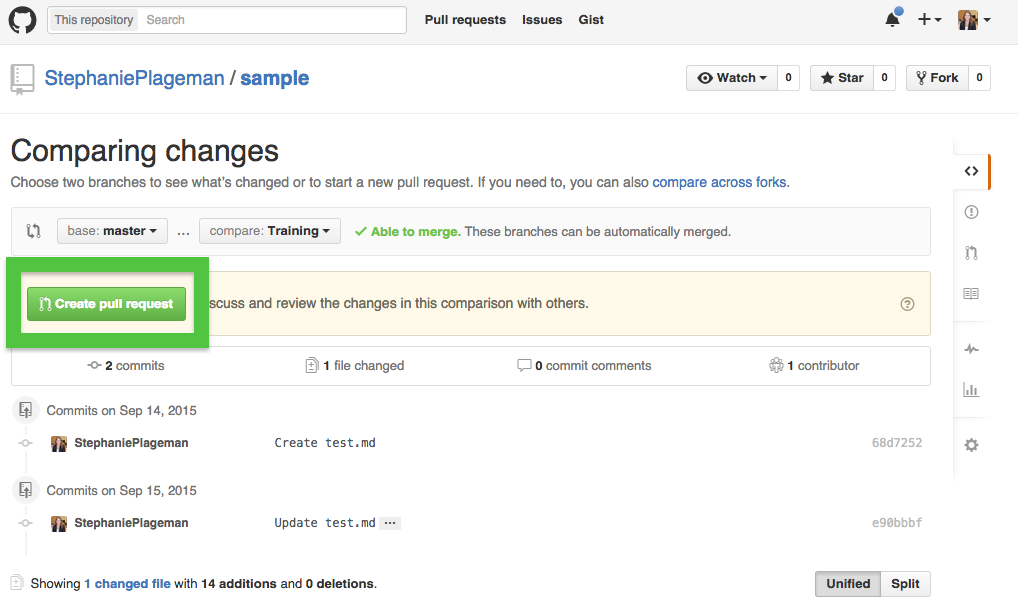 This repository Search Pull requests Issues Gist
StephaniePlageman / sample Watch 0 Star 0 Fork 0
Comparing changes
Choose two branches to see what's changed or to start a new pull request. If you need to, you can also compare across forks.
base: master ... compare: Training Able to merge. These branches can be automatically merged.
Create pull request scuss and review the changes in this comparison with others.
2 commits 1 file changed 0 commit comments 1 contributor
Commits on Sep 14, 2015
StephaniePlageman Create test.md 68d7252
Commits on Sep 15, 2015
StephaniePlageman Update test.md ... e90bbbf
Showing 1 changed file with 14 additions and 0 deletions. Unified Split